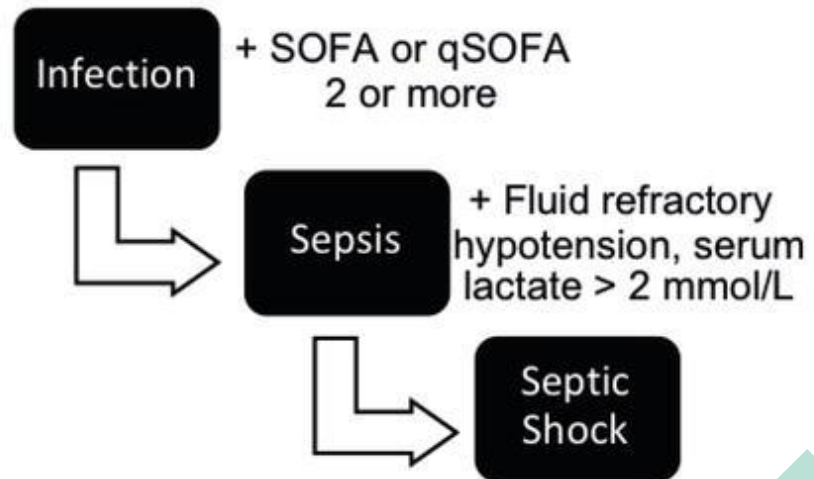 Infection
+ SOFA or qSOFA
2 or more
Sepsis
+ Fluid refractory
hypotension, serum
lactate > 2 mmol/L
Septic
Shock